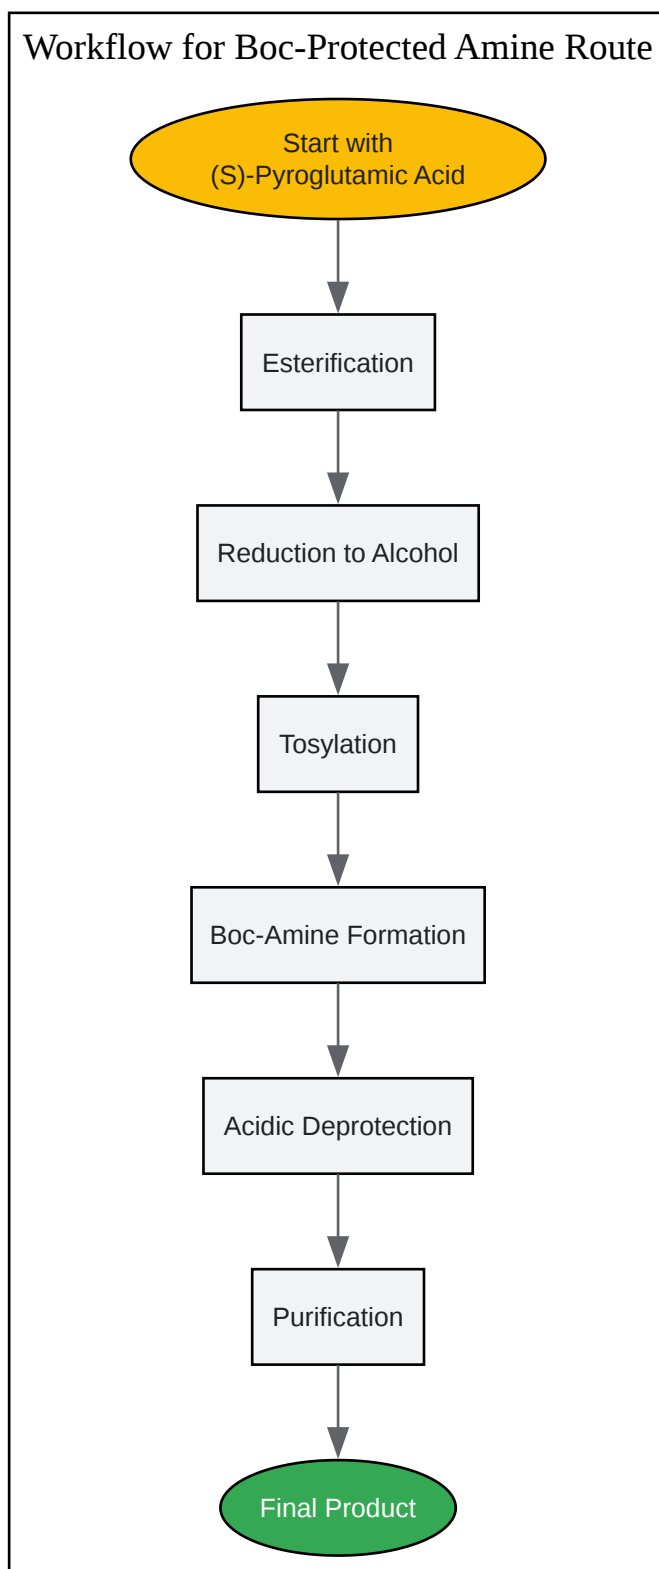 Workflow for Boc-Protected Amine Route
Start with
(S)-Pyroglutamic Acid
Esterification
Reduction to Alcohol
Tosylation
Boc-Amine Formation
Acidic Deprotection
Purification
Final Product